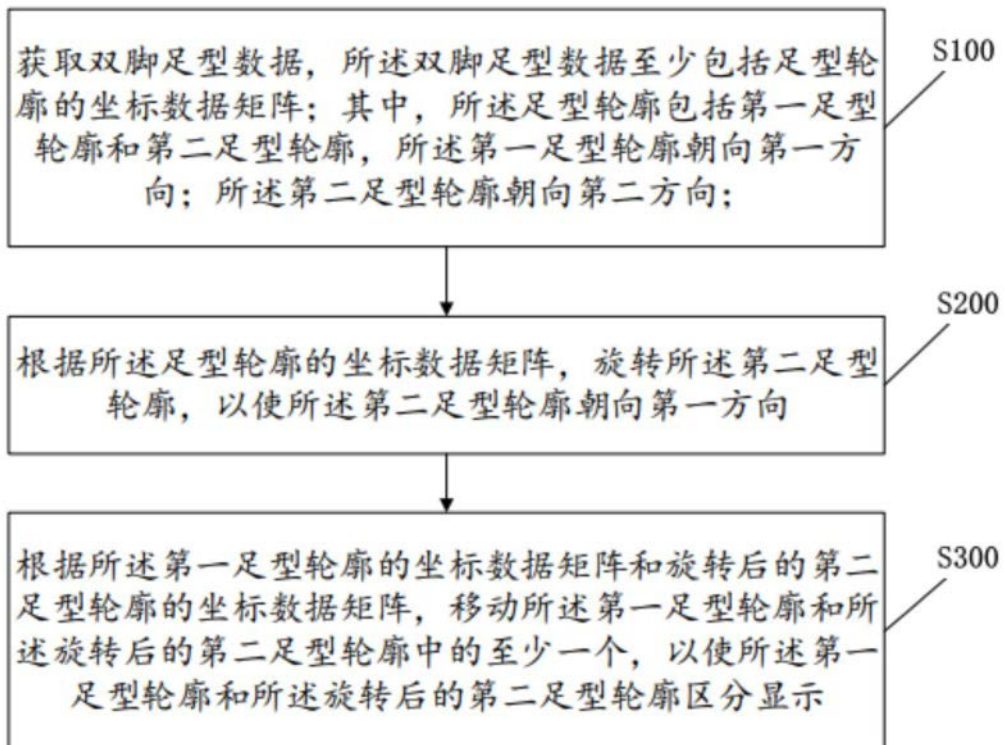 获取双脚足型数据，所述双脚足型数据至少包括足型轮
廓的坐标数据矩阵；其中，所述足型轮廓包括第一足型
轮廓和第二足型轮廓，所述第一足型轮廓朝向第一方
向；所述第二足型轮廓朝向第二方向；
S100
根据所述足型轮廓的坐标数据矩阵，旋转所述第二足型
轮廓，以使所述第二足型轮廓朝向第一方向
S200
根据所述第一足型轮廓的坐标数据矩阵和旋转后的第二
足型轮廓的坐标数据矩阵，移动所述第一足型轮廓和所
述旋转后的第二足型轮廓中的至少一个，以使所述第一
足型轮廓和所述旋转后的第二足型轮廓区分显示
S300